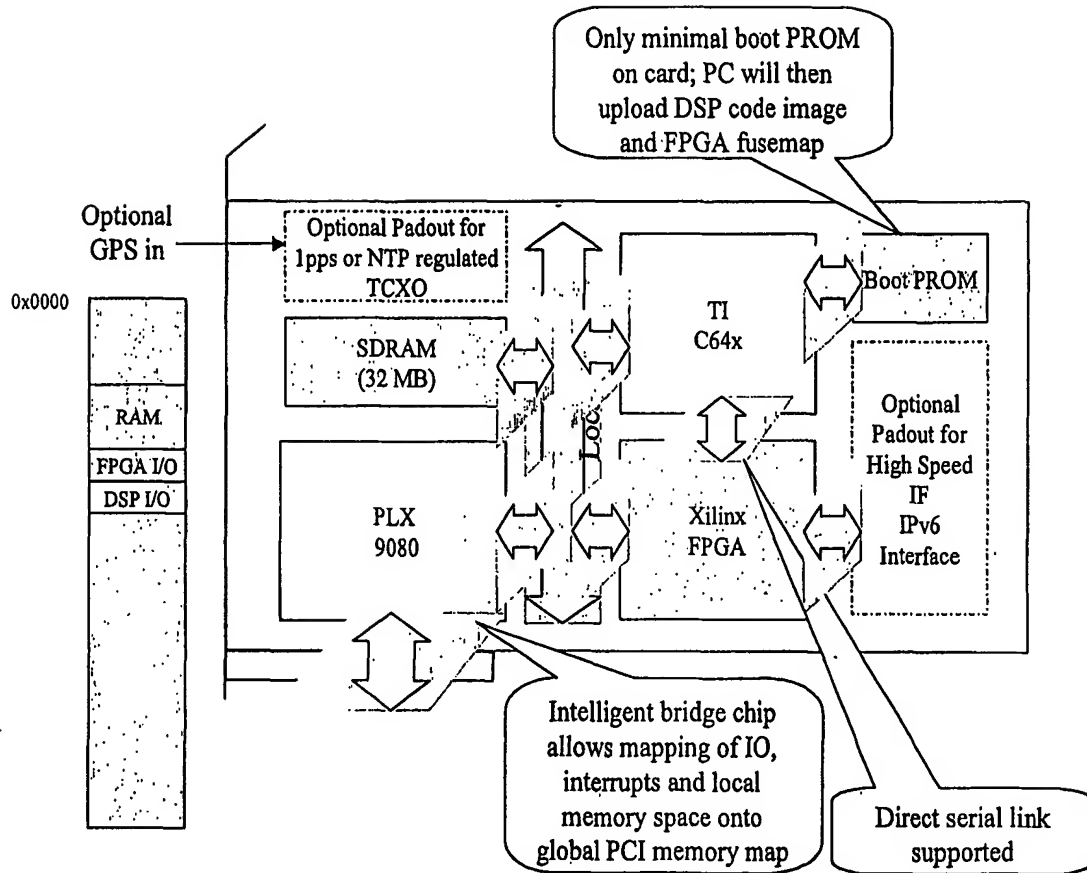 Only minimal boot PROM
on card; PC will then
upload DSP code image
and FPGA fusemap
Optional
GPS in
Optional Padout for
1pps or NTP regulated
TCXO
0x0000
RAM
FPGA I/O
DSP I/O
SDRAM
(32 MB)
TI
C64x
Boot PROM
Loc
PLX
9080
Xilinx
FPGA
Optional
Padout for
High Speed
IF
IPv6
Interface
Intelligent bridge chip
allows mapping of IO,
interrupts and local
memory space onto
global PCI memory map
Direct serial link
supported